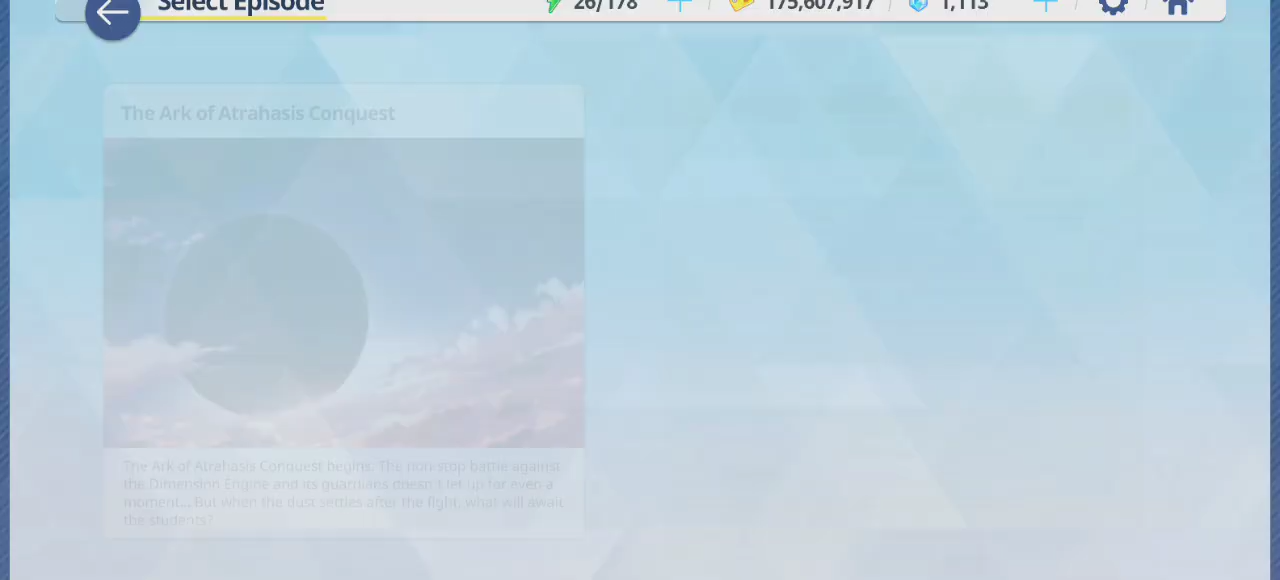 Select Episode
26/178
175,607,917
1,113
The Ark of Atrahasis Conquest
The Ark of Atrahasis Conquest begins. The non-stop battle against
the Dimension Engine and its guardians doesn't let up for even a
moment... But when the dust settles after the fight, what will await
the students?